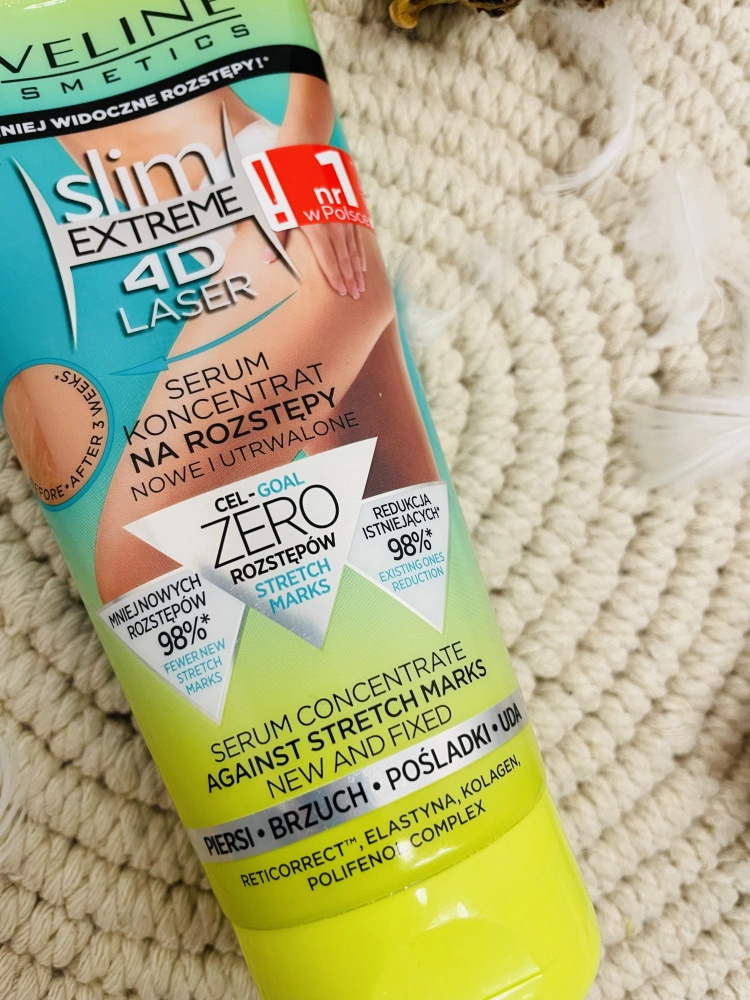 VELINE
SMETICS
NIEJ WIDOCZNE ROZSTĘPY!*
slim
EXTREME
4D
LASER
!
nr 1
w Polsce
AFTER 3 WEEKS*
SERUM
KONCENTRAT
NA ROZSTĘPY
NOWE I UTRWALONE
CEL-GOAL
ZERO
ROZSTĘPÓW
STRETCH
MARKS
MNIEJ NOWYCH
ROZSTĘPÓW
98%*
FEWER NEW
STRETCH
MARKS
REDUKCJA
ISTNIEJĄCYCH*
98%*
EXISTING ONES
REDUCTION
SERUM CONCENTRATE
AGAINST STRETCH MARKS
NEW AND FIXED
PIERSI • BRZUCH • POŚLADKI • UDA
RETICORRECT™, ELASTYNA, KOLAGEN,
POLIFENOL COMPLEX